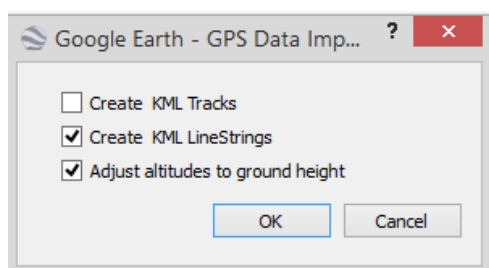 Google Earth - GPS Data Imp... ?
Create KML Tracks
Create KML LineStrings
Adjust altitudes to ground height
OK Cancel